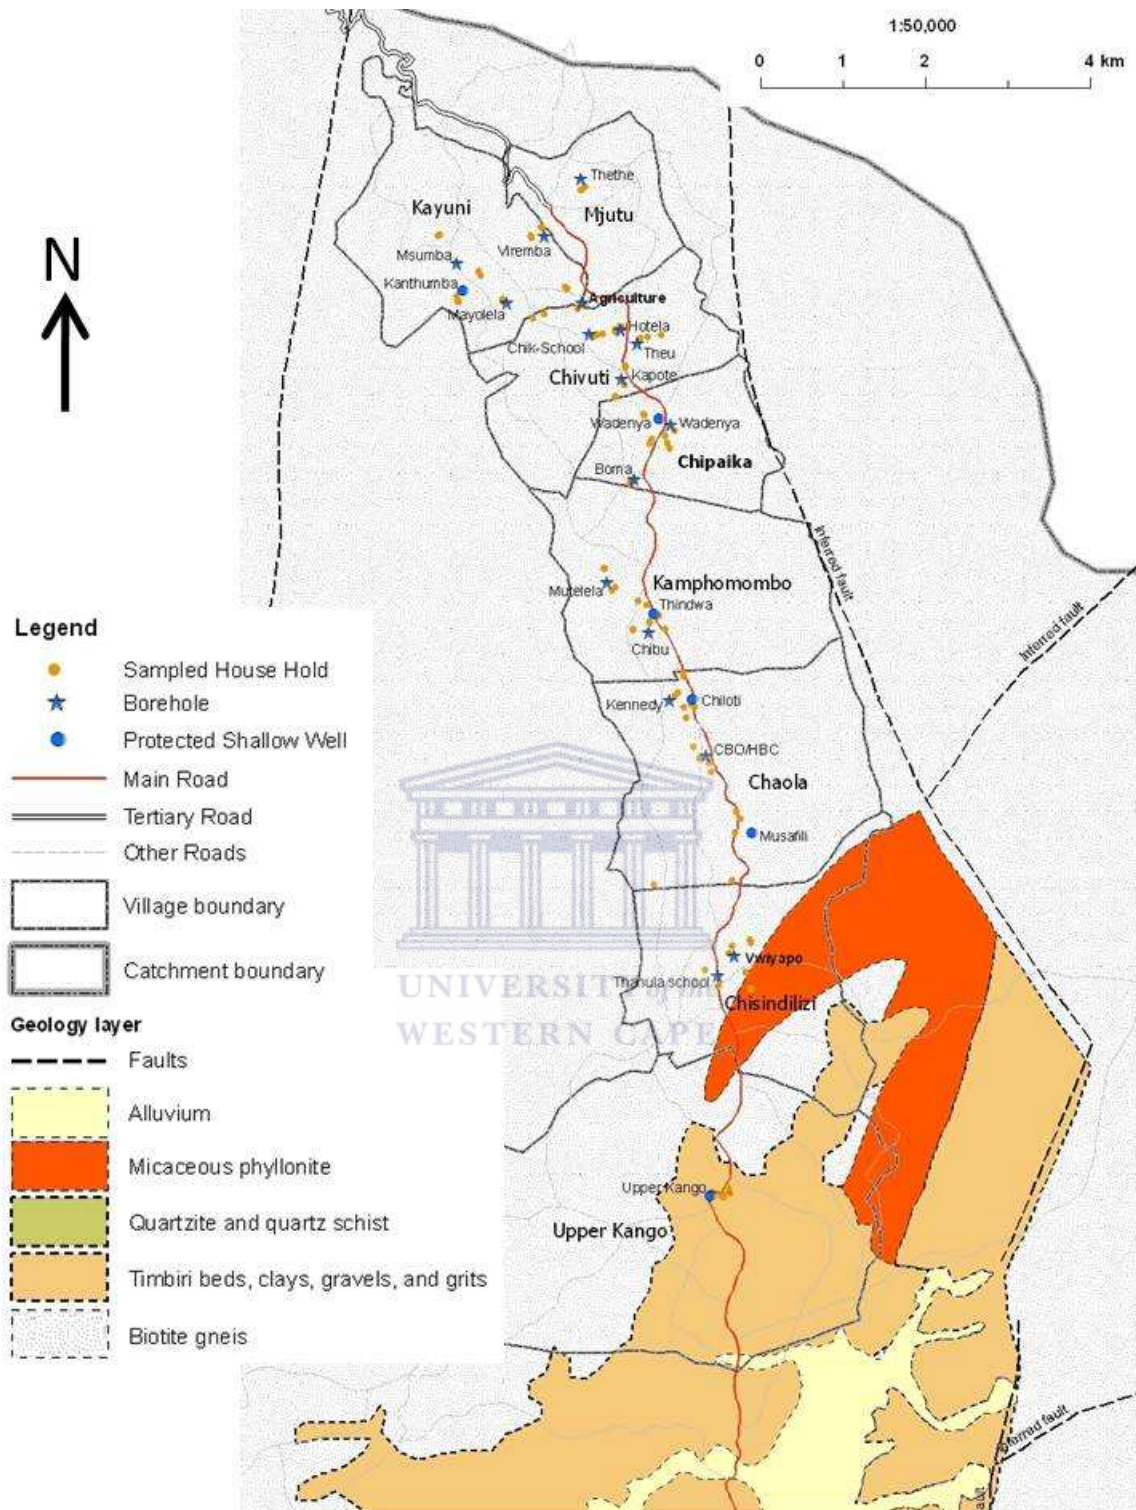 1:50,000
0 1 2 4 km
N
Thethe
Kayuni
Mjutu
Viremba
Msumba
Kanthumba
Mayolela
Agriculture
Hotela
Chik-School
Theu
Chivuti
Kapote
Wadenya
Wadenya
Chipaika
Boma
Inferred fault
Kamphomombo
Mutelela
Thindwa
Chibu
Inferred fault
Kennedy
Chiloti
CBO/HBC
Chaola
Musafili
Vwiyapo
Thanula school
Chisindilizi
UNIVERSITY of the
WESTERN CAPE
Upper Kango
Upper Kango
Inferred fault
fault
Legend
Sampled House Hold
Borehole
Protected Shallow Well
Main Road
Tertiary Road
Other Roads
Village boundary
Catchment boundary
Geology layer
Faults
Alluvium
Micaceous phyllonite
Quartzite and quartz schist
Timbiri beds, clays, gravels, and grits
Biotite gneis